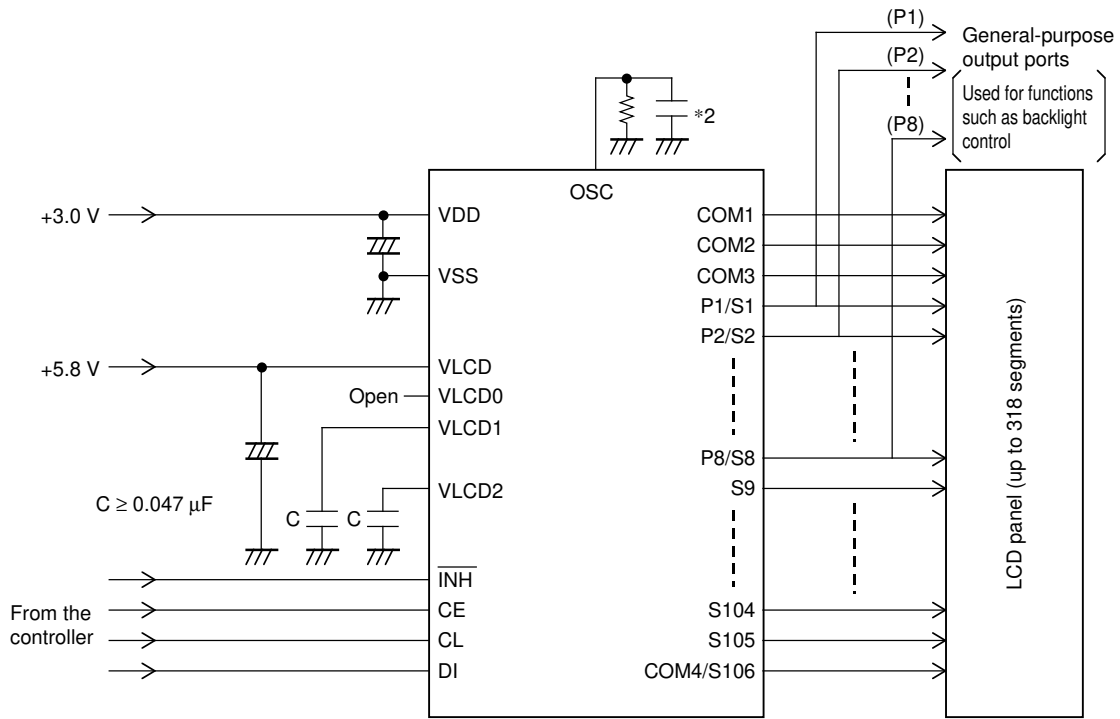 (P1)
General-purpose
output ports
(P2)
Used for functions
such as backlight
control
(P8)
∗2
OSC
+3.0 V
VDD
COM1
COM2
VSS
COM3
P1/S1
P2/S2
+5.8 V
VLCD
Open
VLCD0
VLCD1
P8/S8
C ≥ 0.047 μF
VLCD2
S9
C
C
LCD panel (up to 318 segments)
INH
From the
controller
CE
S104
CL
S105
DI
COM4/S106